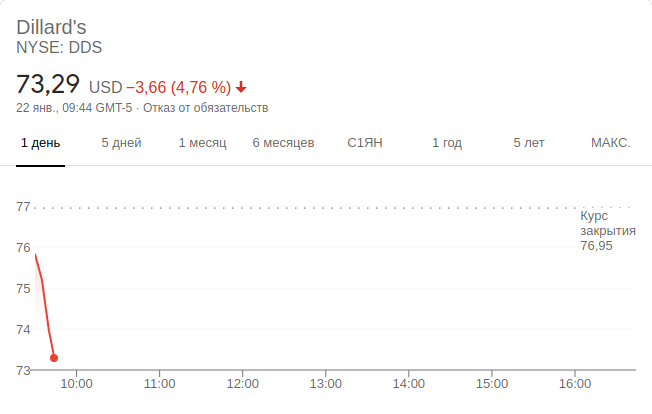 Dillard's
NYSE: DDS
73,29 USD −3,66 (4,76 %)
22 янв., 09:44 GMT-5 · Отказ от обязательств
1 день 5 дней 1 месяц 6 месяцев С1ЯН 1 год 5 лет МАКС.
77
Курс
закрытия
76,95
76
75
74
73
10:00 11:00 12:00 13:00 14:00 15:00 16:00